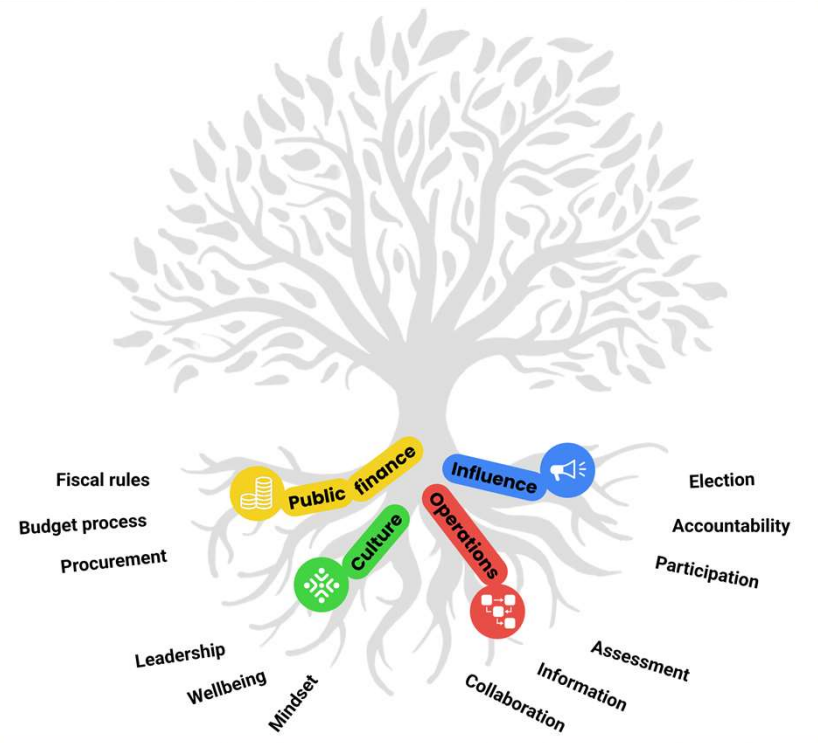 Public finance
Influence
Culture
Operations
Fiscal rules
Budget process
Procurement
Leadership
Wellbeing
Mindset
Collaboration
Information
Assessment
Participation
Accountability
Election